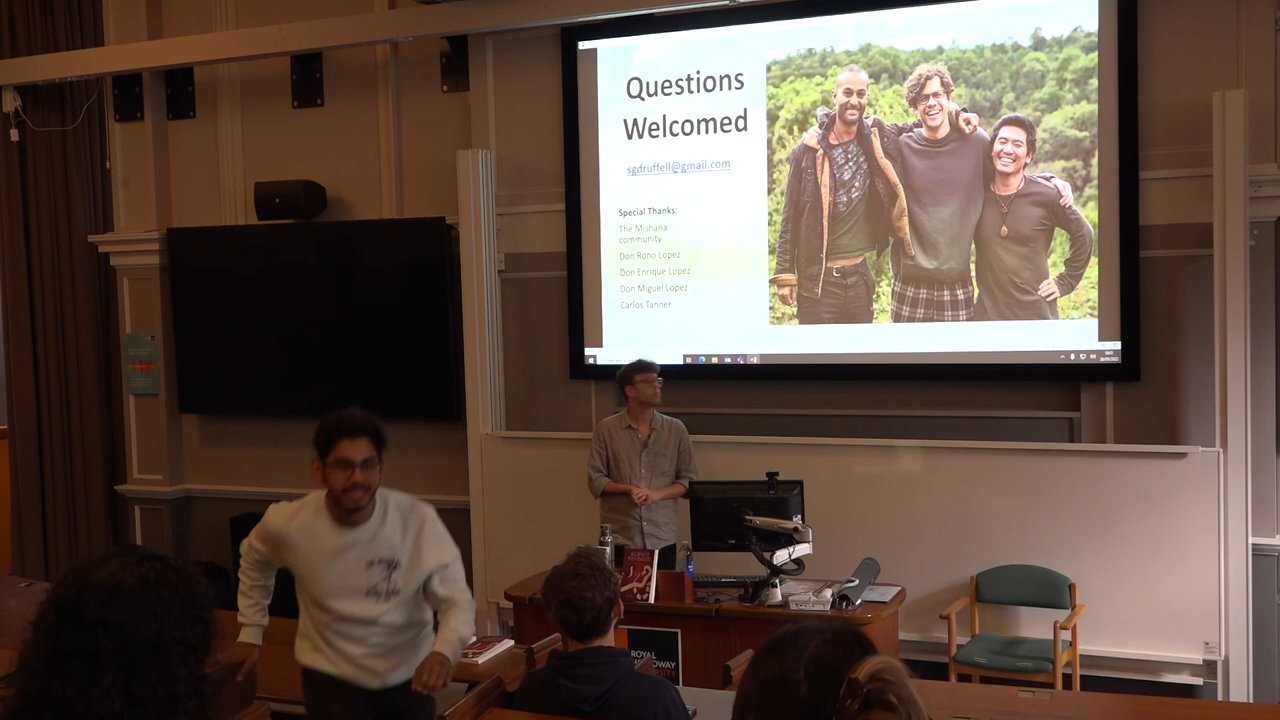 Questions
Welcomed
sgdruffell@gmail.com
Special Thanks:
The Mishana
community
Don Rono Lopez
Don Enrique Lopez
Don Miguel Lopez
Carlos Tanner
ROYAL